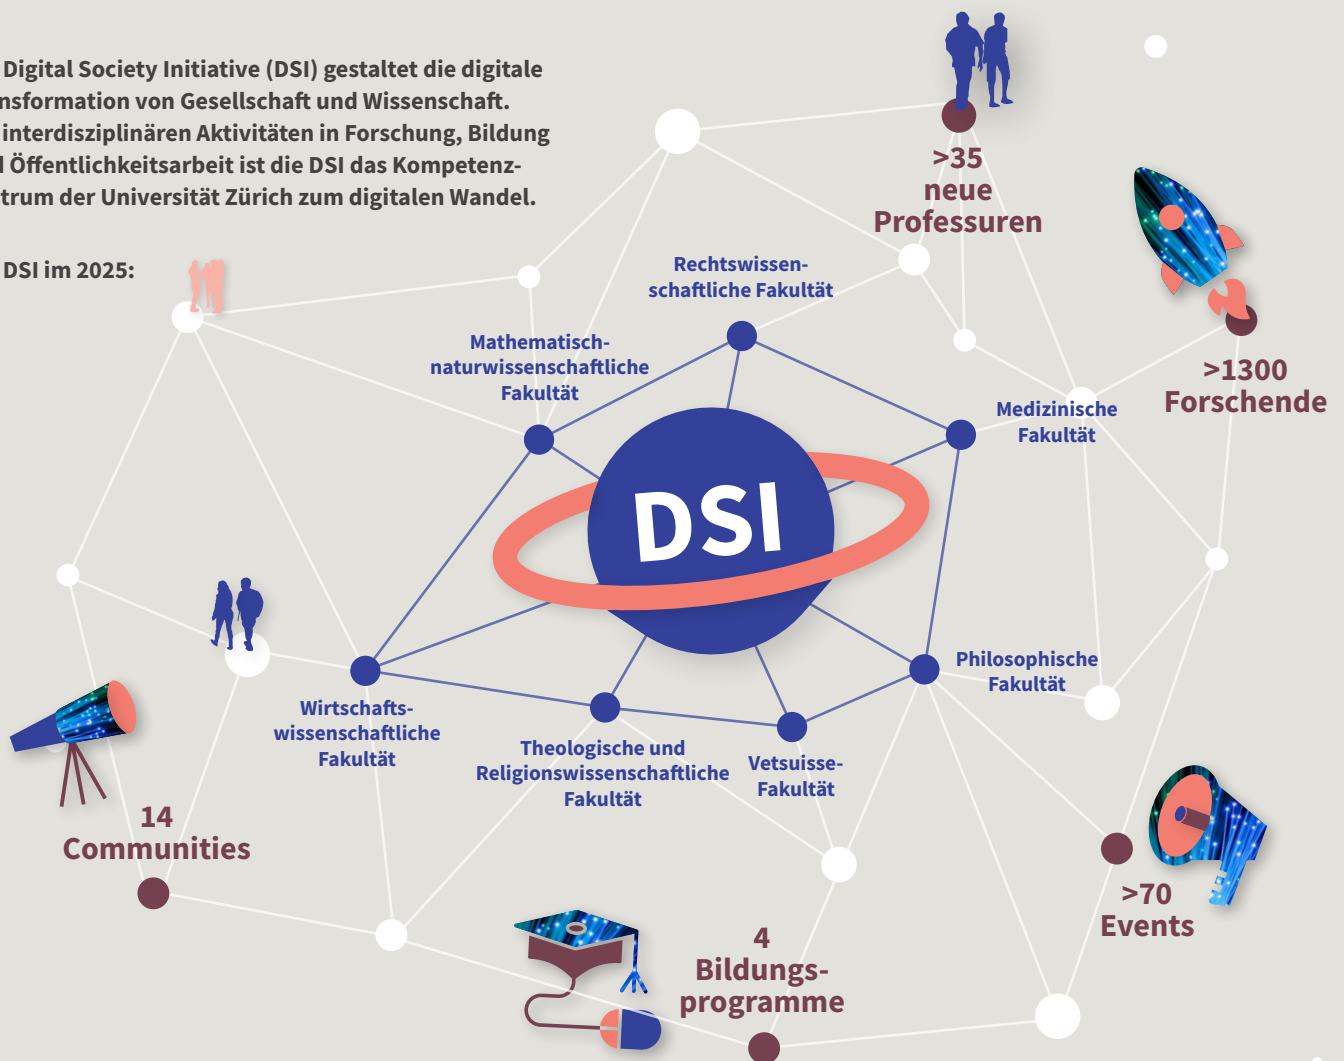 Digital Society Initiative (DSI) gestaltet die digitale
nsformation von Gesellschaft und Wissenschaft.
interdisziplinären Aktivitäten in Forschung, Bildung
d Öffentlichkeitsarbeit ist die DSI das Kompetenz-
trum der Universität Zürich zum digitalen Wandel.
DSI im 2025:
>35
neue
Professuren
>1300
Forschende
Rechtswissen-
schaftliche Fakultät
Mathematisch-
naturwissenschaftliche
Fakultät
Medizinische
Fakultät
DSI
Philosophische
Fakultät
Wirtschafts-
wissenschaftliche
Fakultät
Theologische und
Religionswissenschaftliche
Fakultät
Vetsuisse-
Fakultät
14
Communities
>70
Events
4
Bildungs-
programme